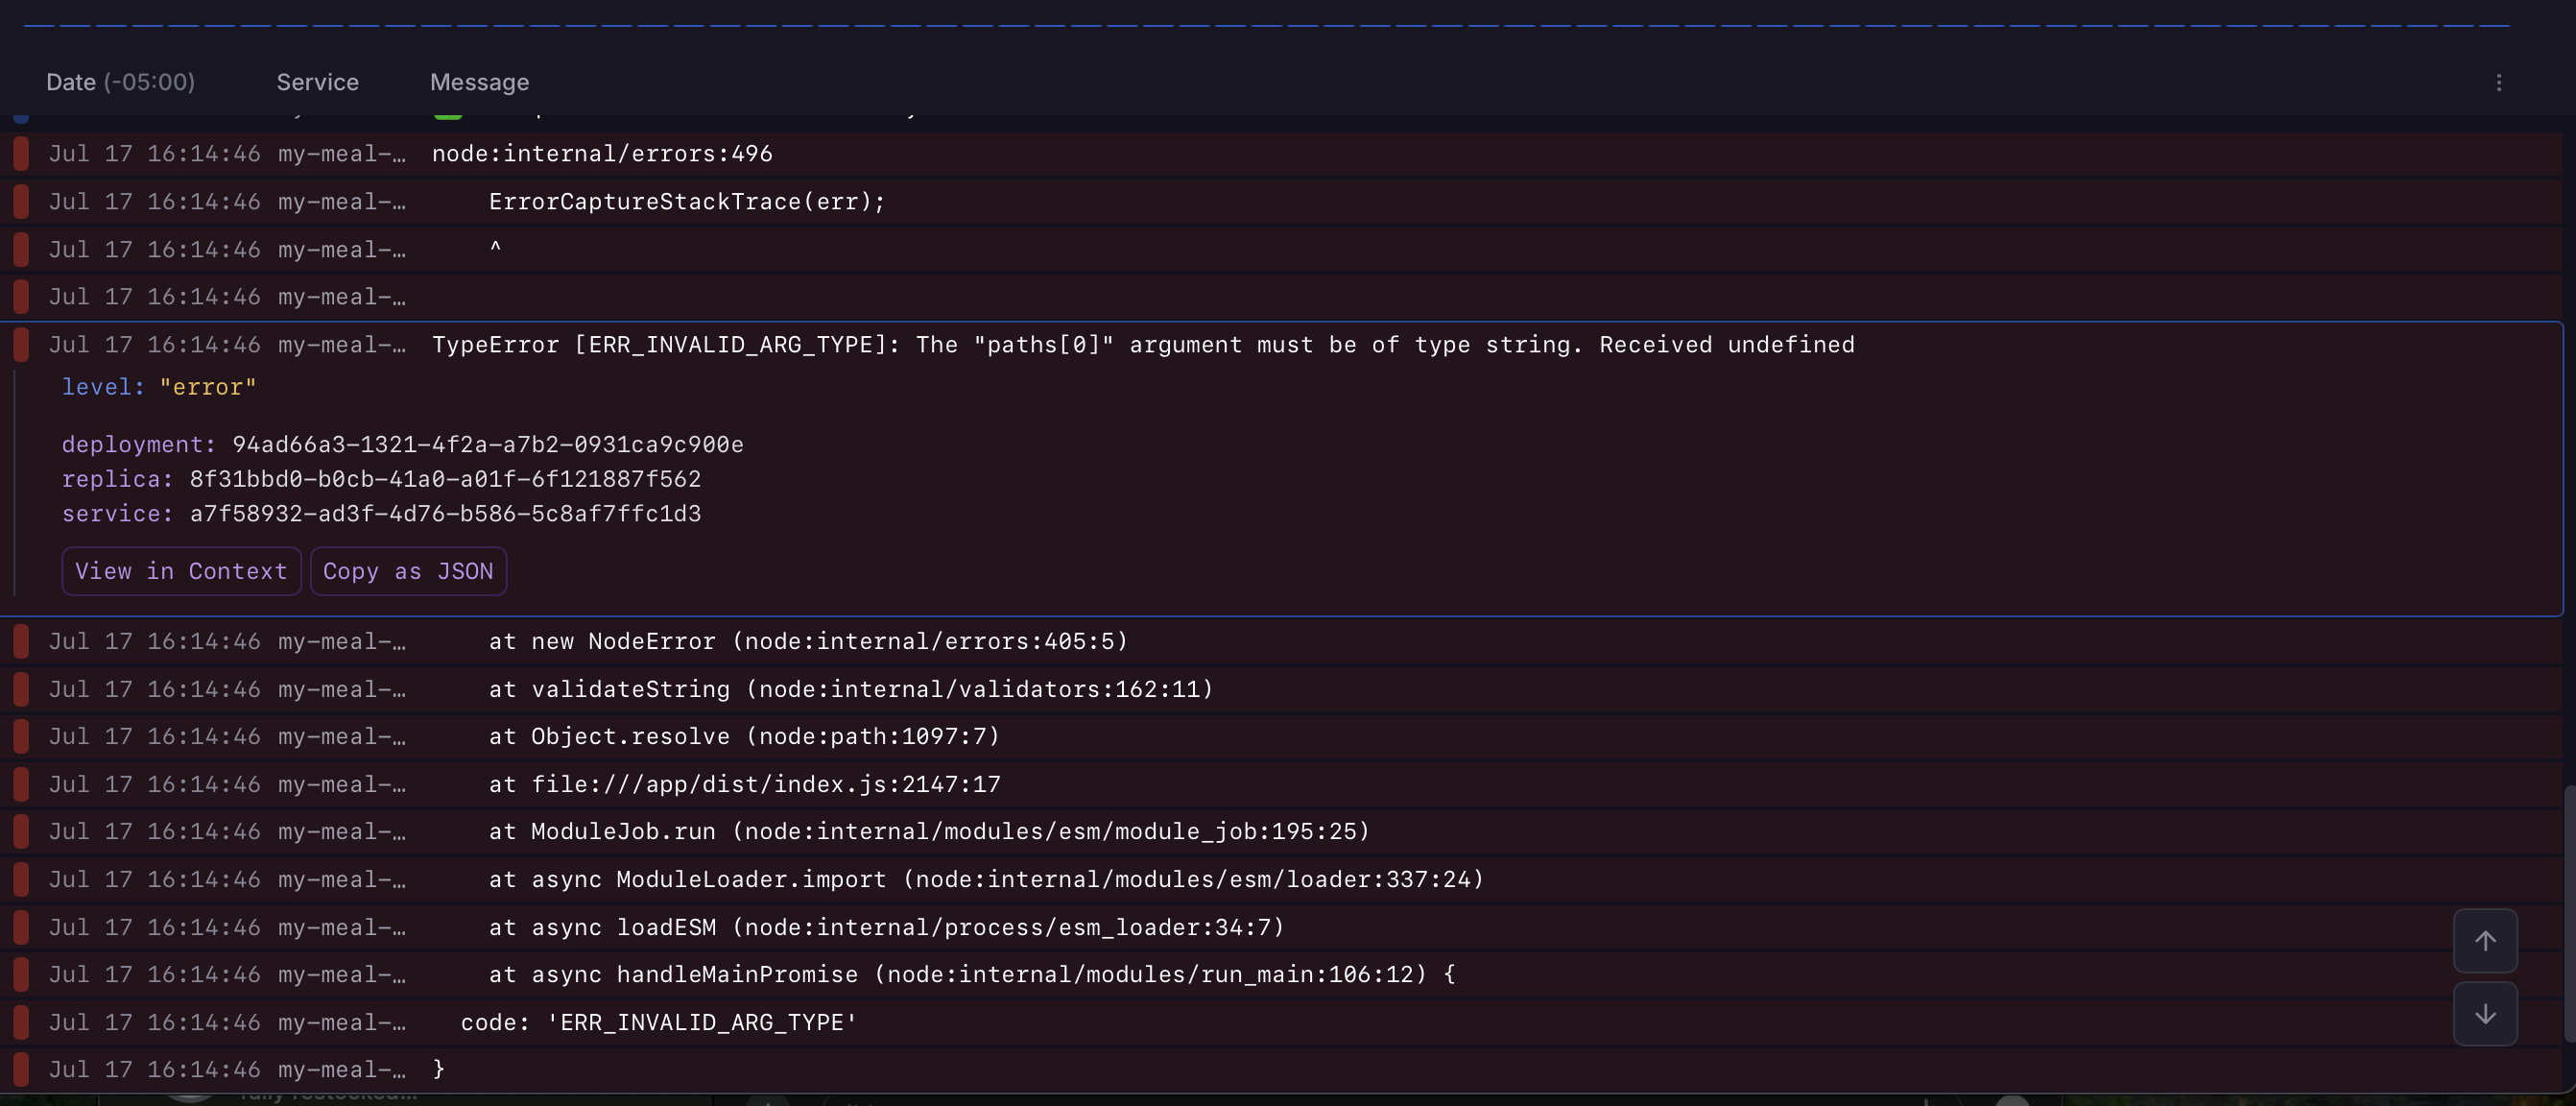 Date (-05:00) Service Message
Jul 17 16:14:46 my-meal-… node:internal/errors:496
Jul 17 16:14:46 my-meal-… ErrorCaptureStackTrace(err);
Jul 17 16:14:46 my-meal-… ^
Jul 17 16:14:46 my-meal-…
Jul 17 16:14:46 my-meal-… TypeError [ERR_INVALID_ARG_TYPE]: The "paths[0]" argument must be of type string. Received undefined
level: "error"
deployment: 94ad66a3-1321-4f2a-a7b2-0931ca9c900e
replica: 8f31bbd0-b0cb-41a0-a01f-6f121887f562
service: a7f58932-ad3f-4d76-b586-5c8af7ffc1d3
View in Context Copy as JSON
Jul 17 16:14:46 my-meal-… at new NodeError (node:internal/errors:405:5)
Jul 17 16:14:46 my-meal-… at validateString (node:internal/validators:162:11)
Jul 17 16:14:46 my-meal-… at Object.resolve (node:path:1097:7)
Jul 17 16:14:46 my-meal-… at file:///app/dist/index.js:2147:17
Jul 17 16:14:46 my-meal-… at ModuleJob.run (node:internal/modules/esm/module_job:195:25)
Jul 17 16:14:46 my-meal-… at async ModuleLoader.import (node:internal/modules/esm/loader:337:24)
Jul 17 16:14:46 my-meal-… at async loadESM (node:internal/process/esm_loader:34:7)
Jul 17 16:14:46 my-meal-… at async handleMainPromise (node:internal/modules/run_main:106:12) {
Jul 17 16:14:46 my-meal-… code: 'ERR_INVALID_ARG_TYPE'
Jul 17 16:14:46 my-meal-… }